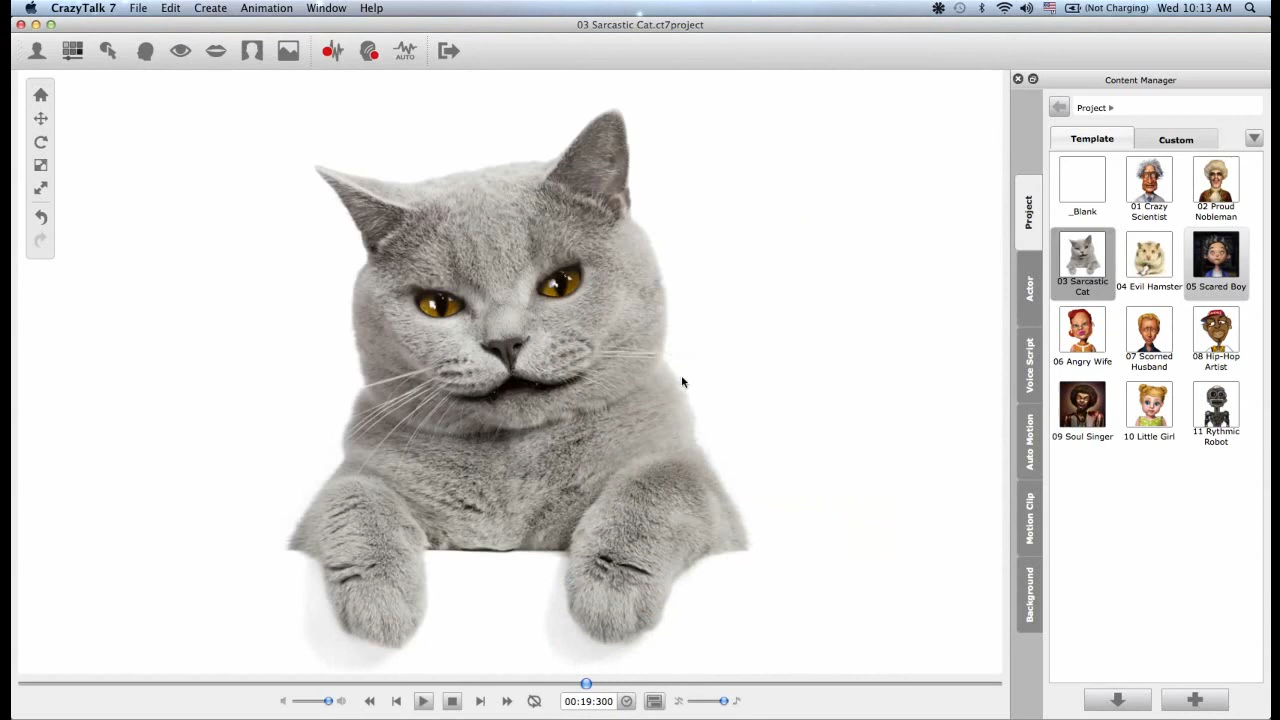 CrazyTalk 7 File Edit Create Animation Window Help (Not Charging) Wed 10:13 AM
03 Sarcastic Cat.ct7project
AUTO
Content Manager
Project
Template Custom
_Blank
01 Crazy
Scientist
02 Proud
Nobleman
03 Sarcastic
Cat
04 Evil Hamster
05 Scared Boy
06 Angry Wife
07 Scorned
Husband
08 Hip-Hop
Artist
09 Soul Singer
10 Little Girl
11 Rythmic
Robot
Project
Actor
Voice Script
Auto Motion
Motion Clip
Background
00:19:300